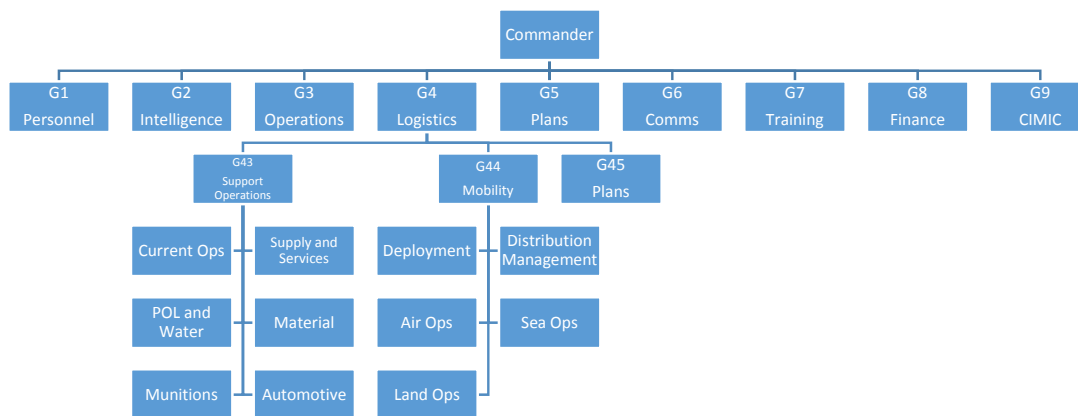 Commander
G1
Personnel
G2
Intelligence
G3
Operations
G4
Logistics
G5
Plans
G6
Comms
G7
Training
G8
Finance
G9
CIMIC
G43
Support
Operations
G44
Mobility
G45
Plans
Current Ops
Supply and
Services
Deployment
Distribution
Management
POL and
Water
Material
Air Ops
Sea Ops
Munitions
Automotive
Land Ops